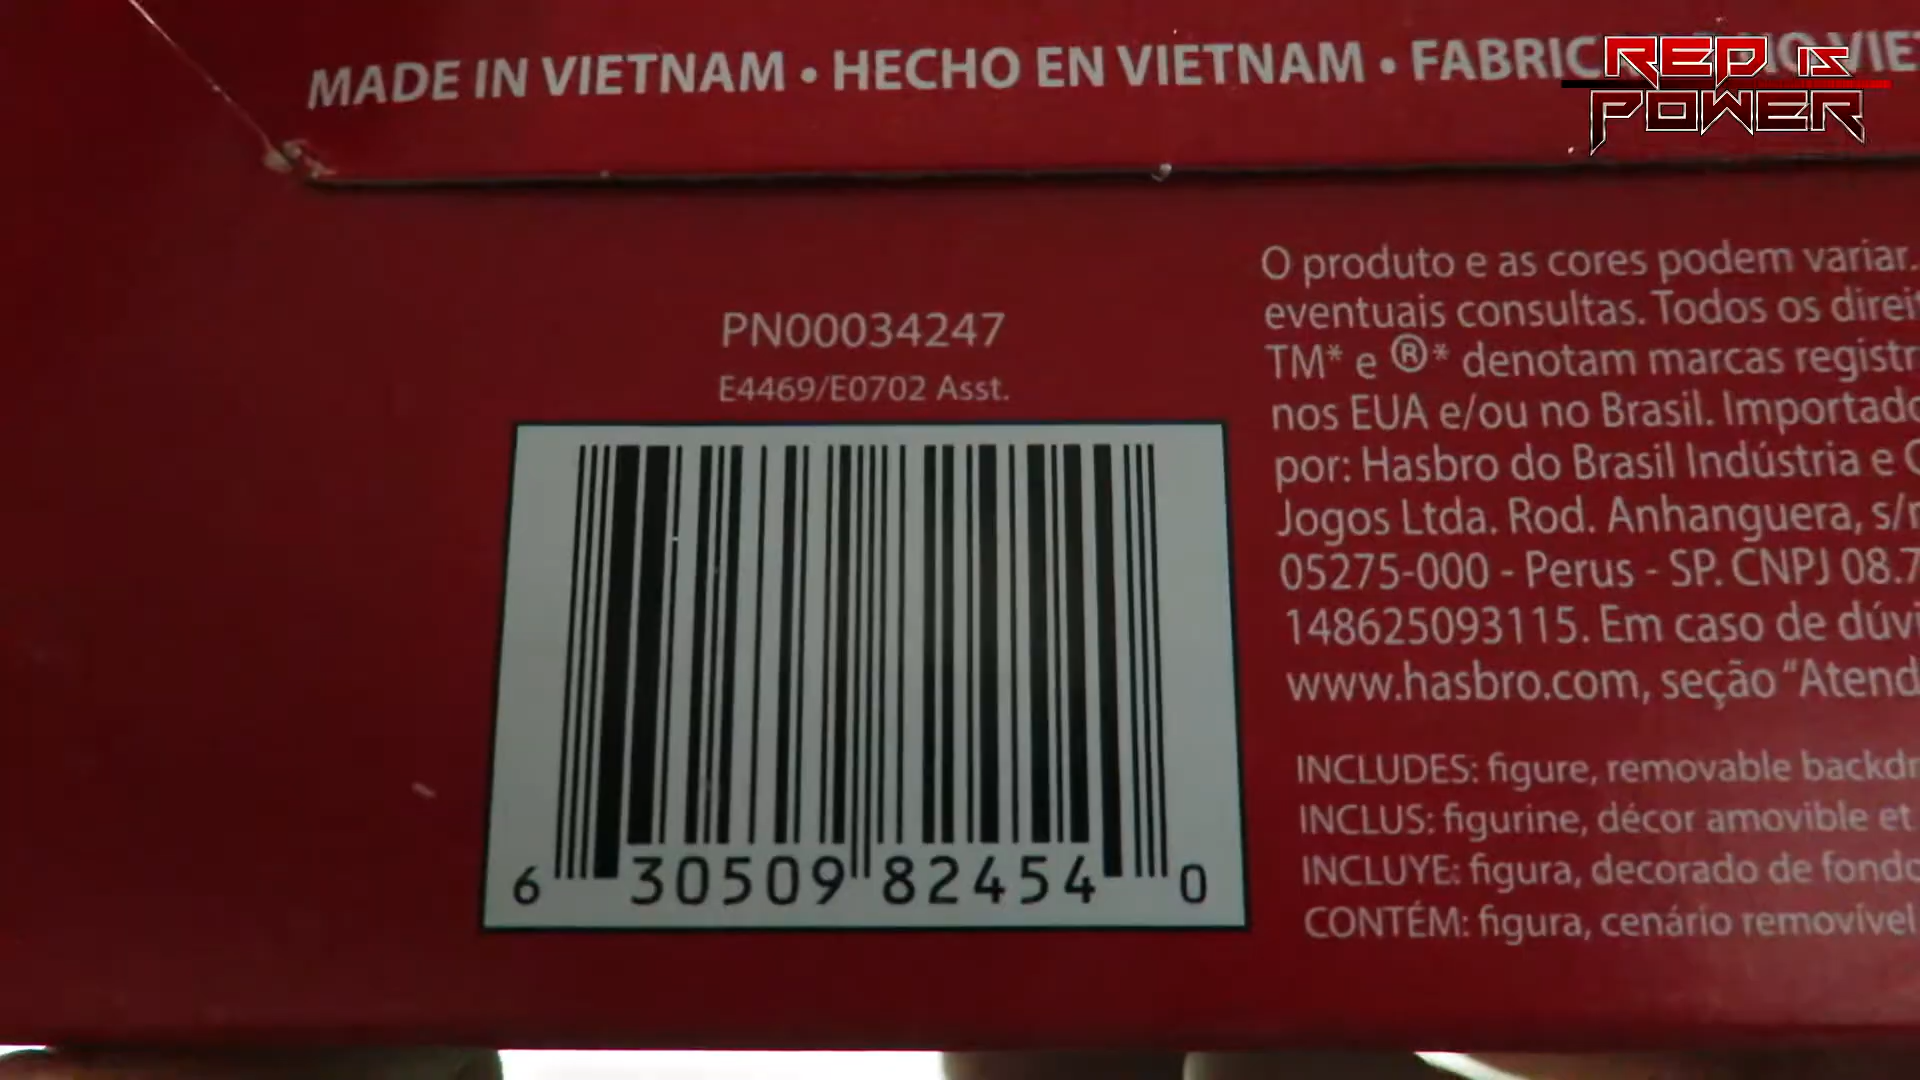 MADE IN VIETNAM • HECHO EN VIETNAM • FABRIC
RED IS
POWER
PN00034247
E4469/E0702 Asst.
6 30509 82454 0
O produto e as cores podem variar.
eventuais consultas. Todos os direi
TM* e ®* denotam marcas registr
nos EUA e/ou no Brasil. Importado
por: Hasbro do Brasil Indústria e C
Jogos Ltda. Rod. Anhanguera, s/n
05275-000 - Perus - SP. CNPJ 08.7
148625093115. Em caso de dúvi
www.hasbro.com, seção “Atend
INCLUDES: figure, removable backdr
INCLUS: figurine, décor amovible et
INCLUYE: figura, decorado de fondo
CONTÉM: figura, cenário removível